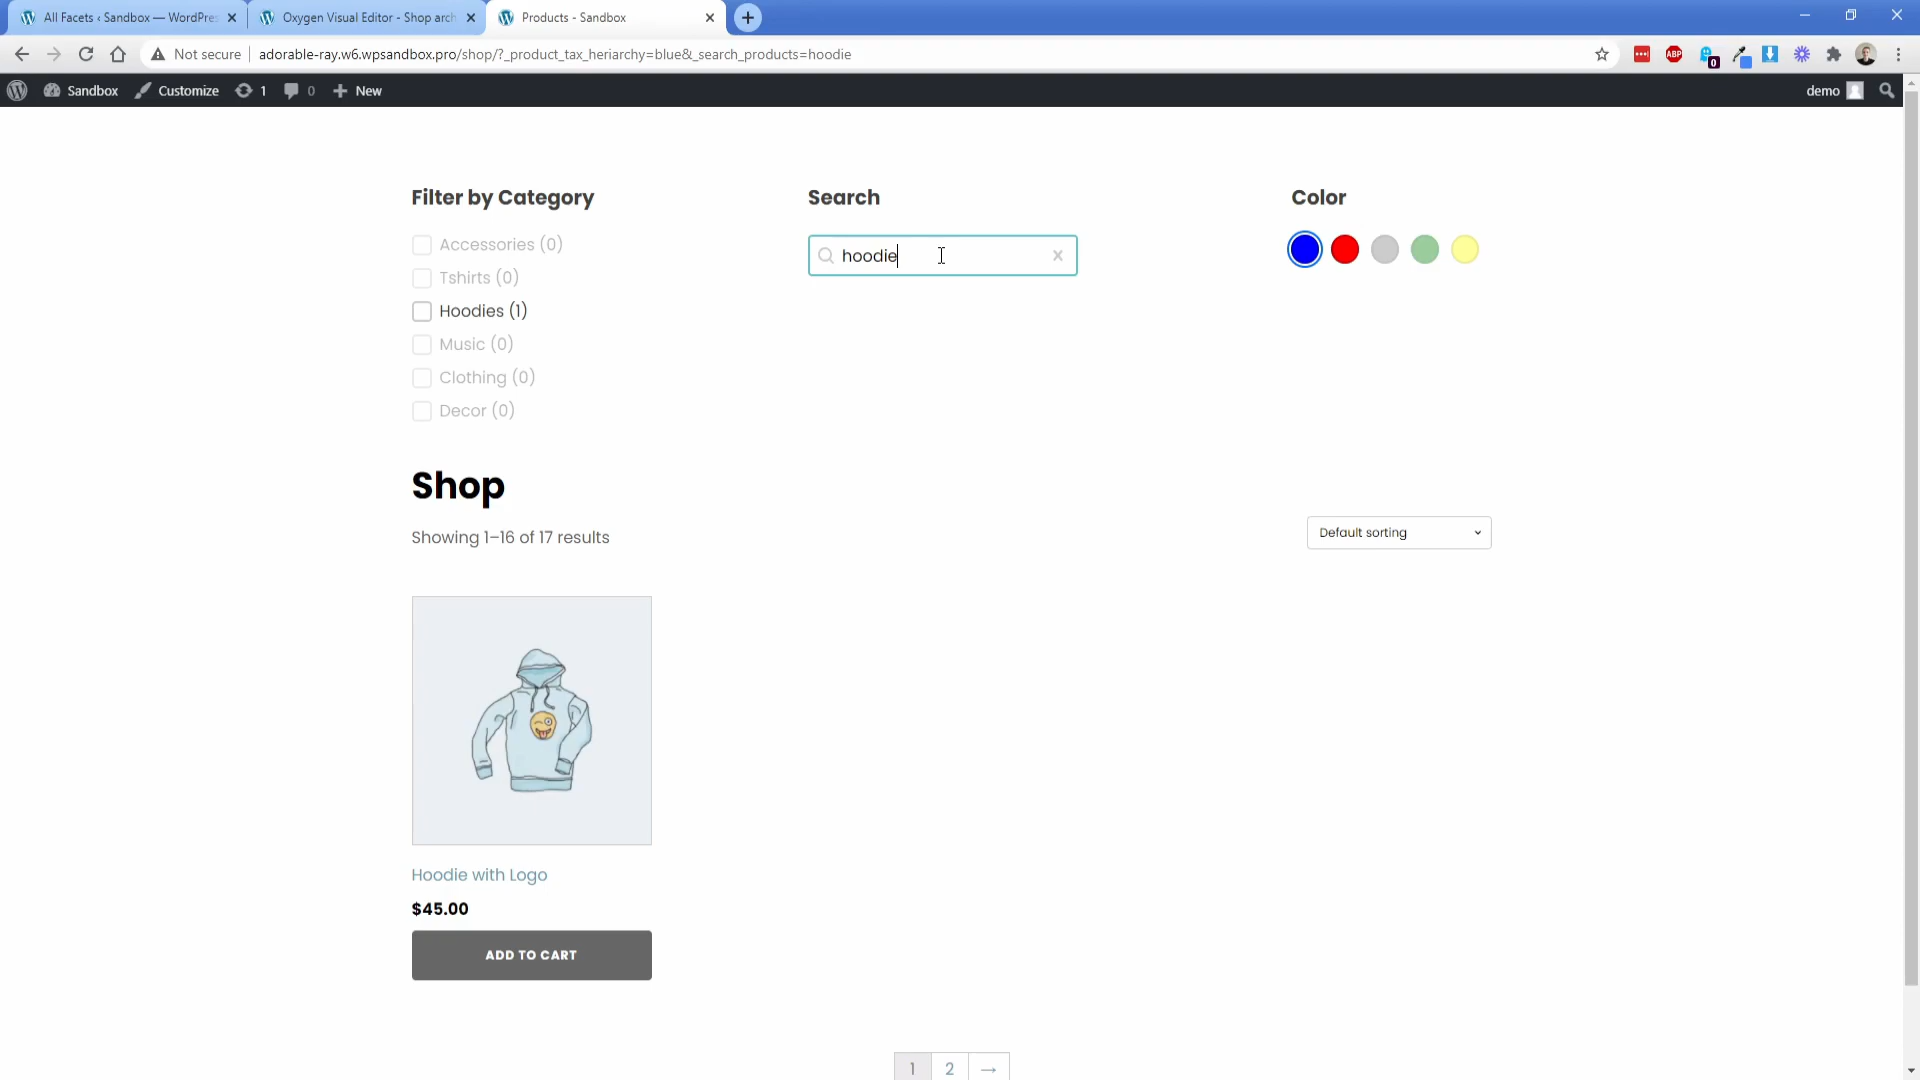 All Facets ‹ Sandbox — WordPres
Oxygen Visual Editor - Shop arch
Products - Sandbox
Not secure
adorable-ray.w6.wpsandbox.pro/shop/?_product_tax_heriarchy=blue&_search_products=hoodie
ABP
0
Sandbox
Customize
1
0
New
demo
Filter by Category
Search
Color
Accessories (0)
Tshirts (0)
Hoodies (1)
Music (0)
Clothing (0)
Decor (0)
hoodie
Shop
Showing 1–16 of 17 results
Default sorting
Hoodie with Logo
$45.00
ADD TO CART
1
2
→